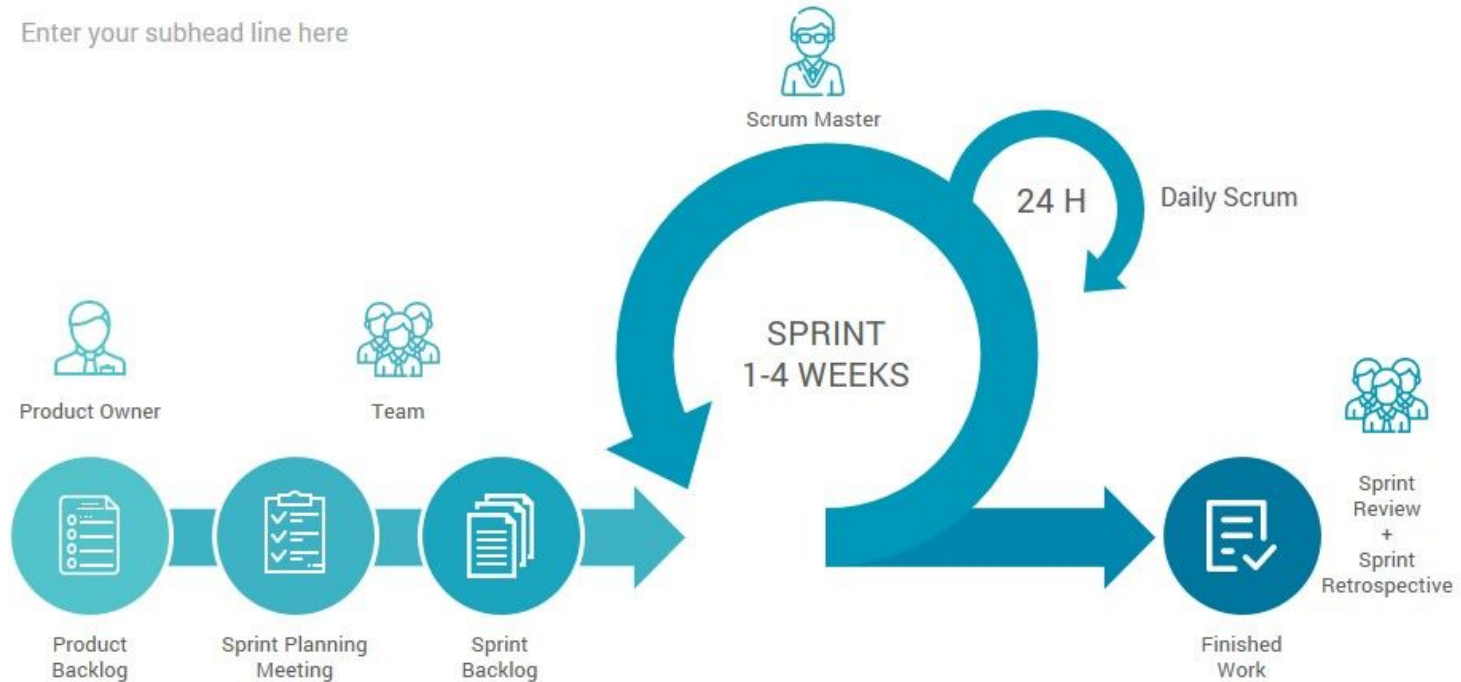 Enter your subhead line here
Scrum Master
24 H
Daily Scrum
SPRINT
1-4 WEEKS
Product Owner
Team
Sprint
Review
+
Sprint
Retrospective
Product
Backlog
Sprint Planning
Meeting
Sprint
Backlog
Finished
Work